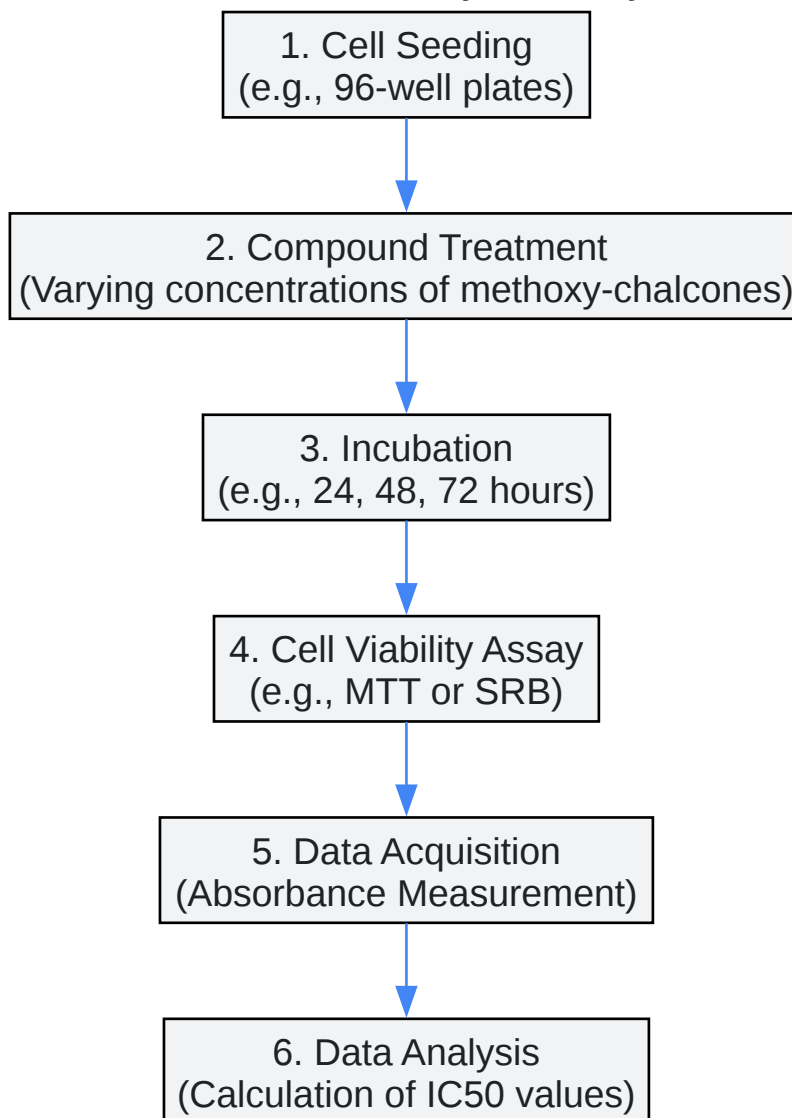 1. Cell Seeding
(e.g., 96-well plates)
2. Compound Treatment
(Varying concentrations of methoxy-chalcones)
3. Incubation
(e.g., 24, 48, 72 hours)
4. Cell Viability Assay
(e.g., MTT or SRB)
5. Data Acquisition
(Absorbance Measurement)
6. Data Analysis
(Calculation of IC50 values)